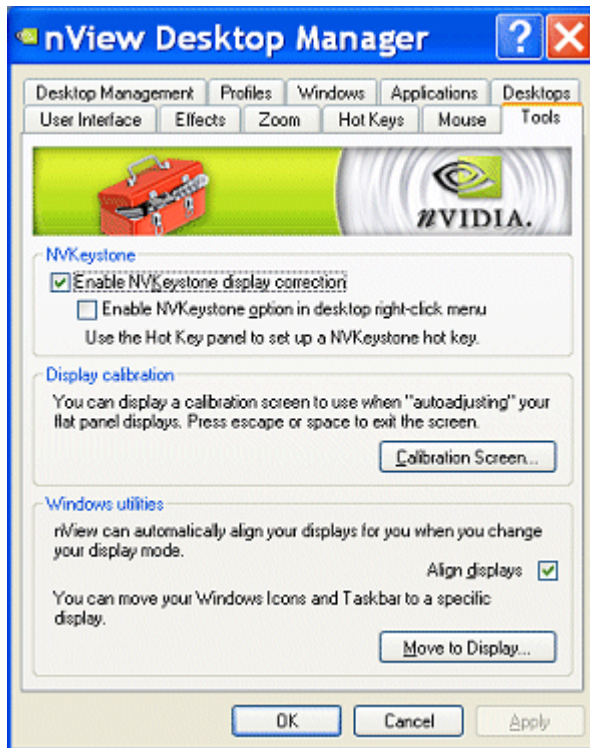 nView Desktop Manager
Desktop Management Profiles Windows Applications Desktops
User Interface Effects Zoom Hot Keys Mouse Tools
nVIDIA.
NVKeystone
Enable NVKeystone display correction
Enable NVKeystone option in desktop right-click menu
Use the Hot Key panel to set up a NVKeystone hot key.
Display calibration
You can display a calibration screen to use when "autoadjusting" your
flat panel displays. Press escape or space to exit the screen.
Calibration Screen...
Windows utilities
nView can automatically align your displays for you when you change
your display mode.
Align displays
You can move your Windows Icons and Taskbar to a specific
display.
Move to Display...
OK Cancel Apply